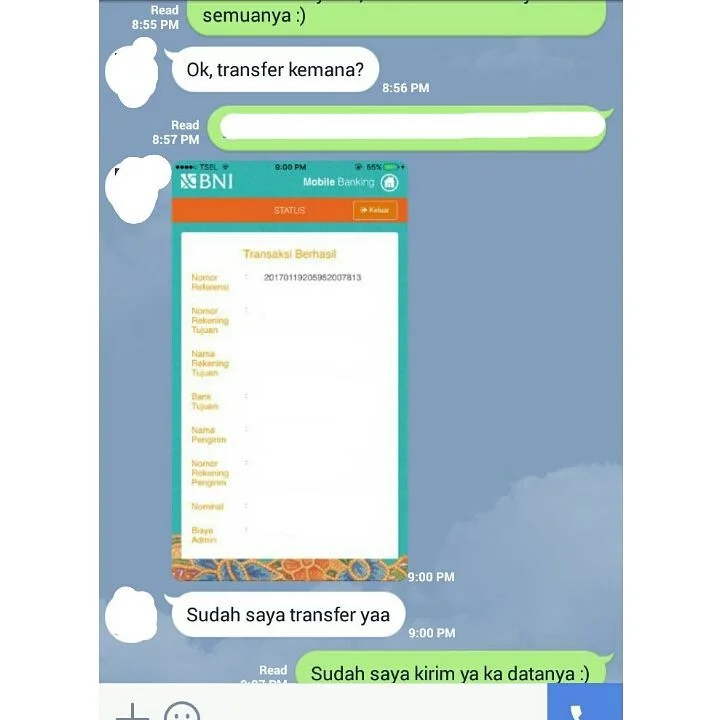 semuanya :)
Read
8:55 PM
Ok, transfer kemana?
8:56 PM
Read
8:57 PM
TSEL 9:00 PM 65%
BNI Mobile Banking
STATUS Keluar
Transaksi Berhasil
Nomor : 20170119205952007813
Referensi
Nomor :
Rekening
Tujuan
Nama
Rekening
Tujuan
Bank :
Tujuan
Nama :
Pengirim
Nomor :
Rekening
Pengirim
Nominal :
Biaya :
Admin
9:00 PM
Sudah saya transfer yaa
9:00 PM
Read
Sudah saya kirim ya ka datanya :)